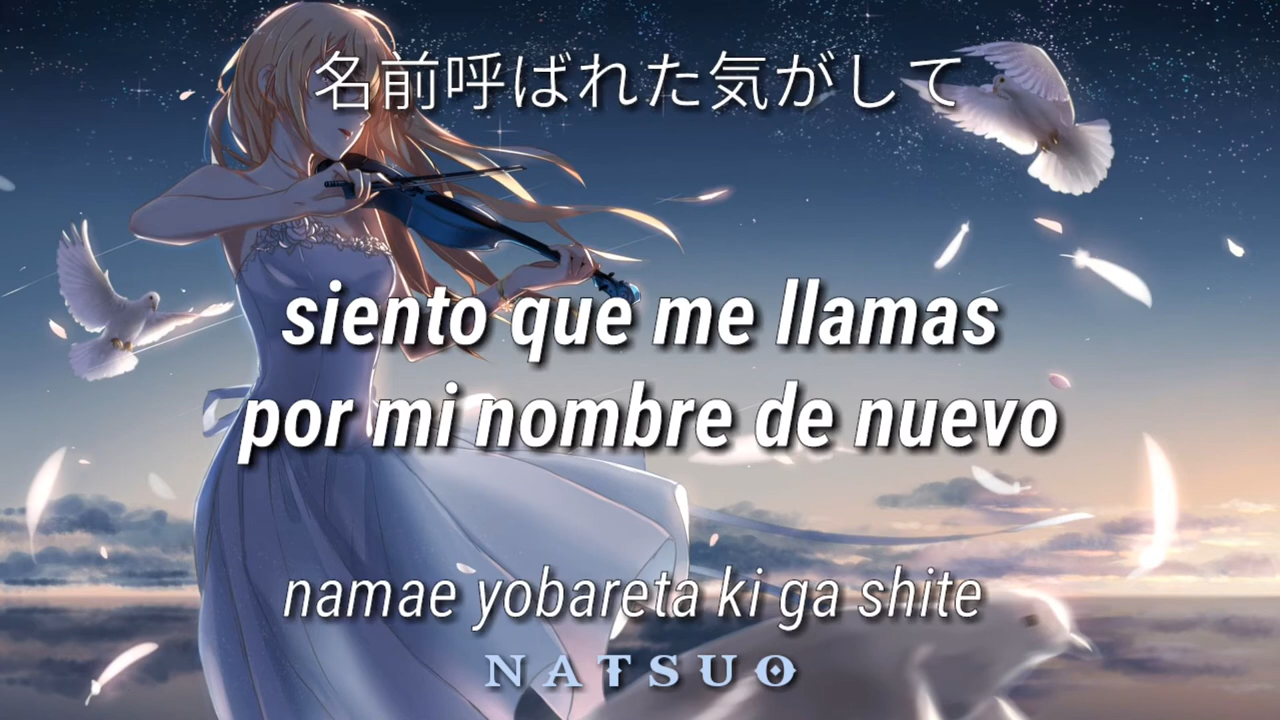 名前呼ばれた気がして
siento que me llamas
por mi nombre de nuevo
namae yobareta ki ga shite
NATSUO